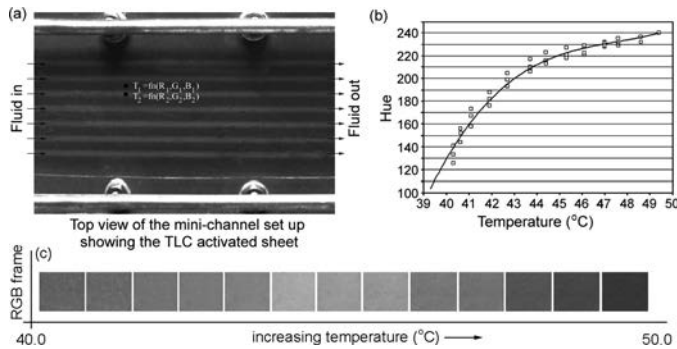 (a)
Fluid in
T₁=fn(R₁,G₁,B₁)
T₂=fn(R₂,G₂,B₂)
Fluid out
Top view of the mini-channel set up
showing the TLC activated sheet
(b)
Hue
240
220
200
180
160
140
120
100
39 40 41 42 43 44 45 46 47 48 49 50
Temperature (°C)
(c)
RGB frame
40.0
increasing temperature (°C)
50.0